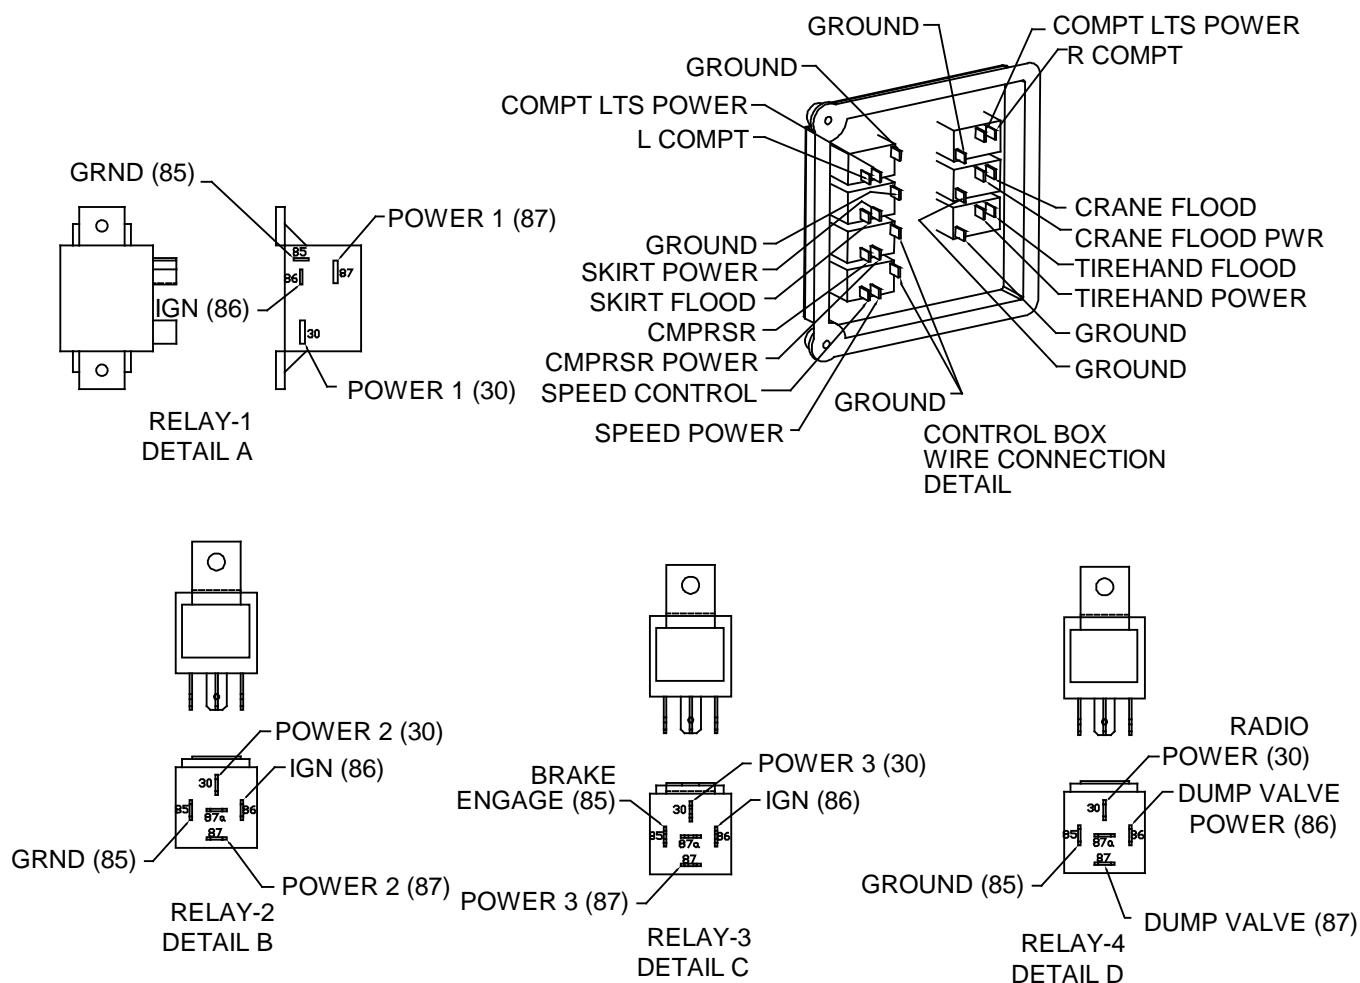 GROUND
COMPT LTS POWER
R COMPT
GROUND
COMPT LTS POWER
L COMPT
GRND (85)
POWER 1 (87)
85
86
87
30
IGN (86)
POWER 1 (30)
RELAY-1
DETAIL A
GROUND
SKIRT POWER
SKIRT FLOOD
CMPRSR
CMPRSR POWER
SPEED CONTROL
SPEED POWER
GROUND
CRANE FLOOD
CRANE FLOOD PWR
TIREHAND FLOOD
TIREHAND POWER
GROUND
GROUND
CONTROL BOX
WIRE CONNECTION
DETAIL
POWER 2 (30)
IGN (86)
30
85
86
87a
87
GRND (85)
POWER 2 (87)
RELAY-2
DETAIL B
POWER 3 (30)
BRAKE
ENGAGE (85)
IGN (86)
30
85
86
87a
87
POWER 3 (87)
RELAY-3
DETAIL C
RADIO
POWER (30)
DUMP VALVE
POWER (86)
30
85
86
87a
87
GROUND (85)
DUMP VALVE (87)
RELAY-4
DETAIL D